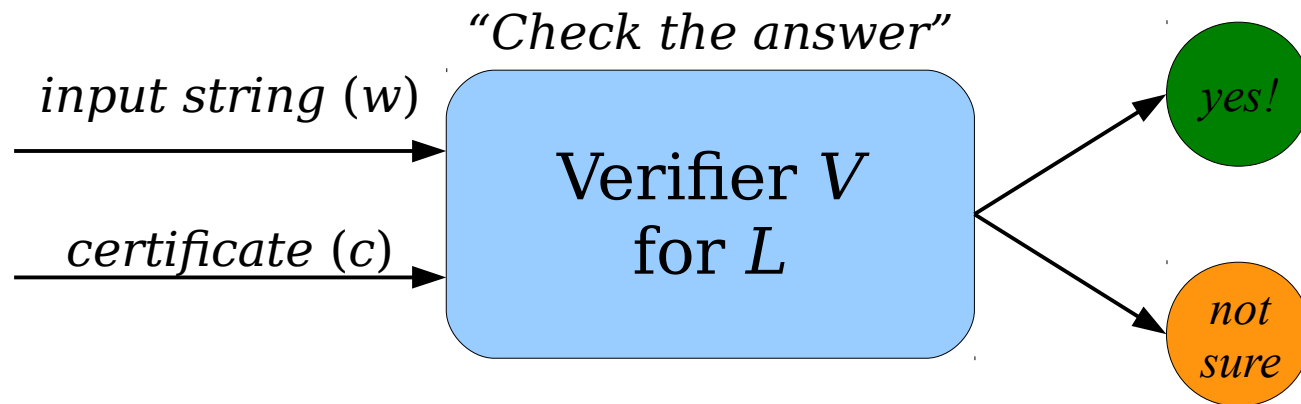 “Check the answer”
input string (w)
certificate (c)
Verifier V
for L
yes!
not
sure